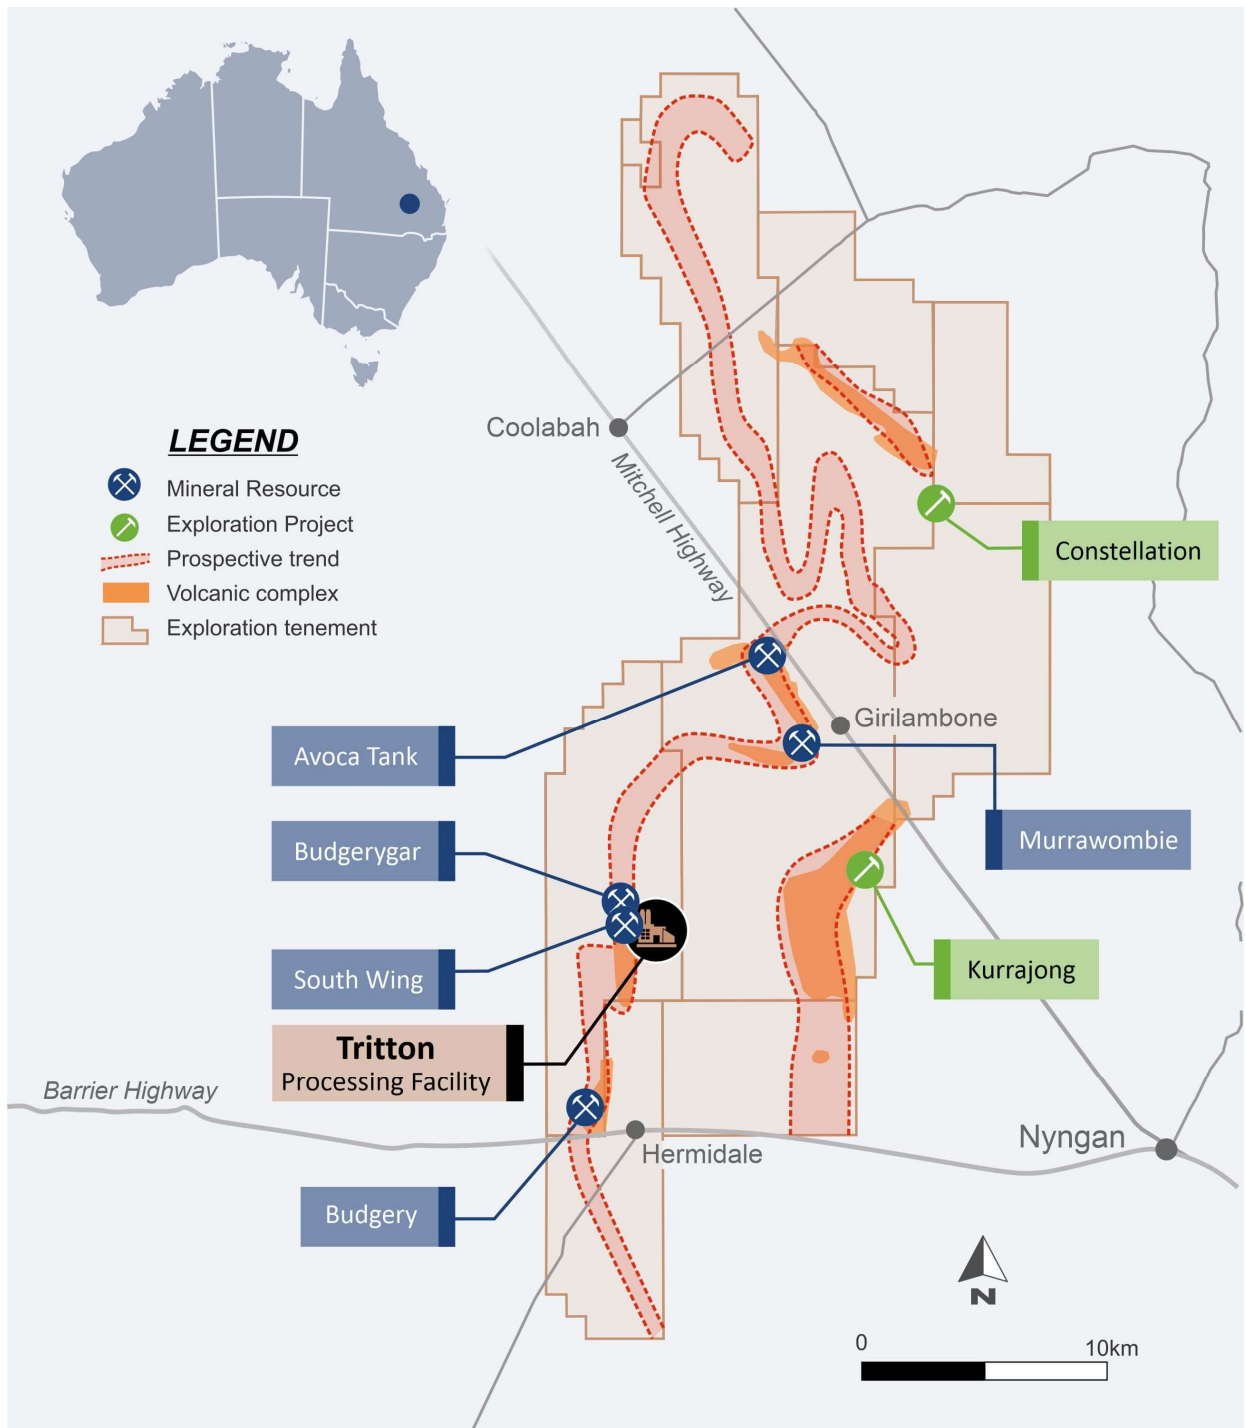 LEGEND
Mineral Resource
Exploration Project
Prospective trend
Volcanic complex
Exploration tenement
Coolabah
Mitchell Highway
Constellation
Girilambone
Avoca Tank
Murrawombie
Budgerygar
South Wing
Kurrajong
Tritton
Processing Facility
Barrier Highway
Hermidale
Nyngan
Budgery
N
0
10km